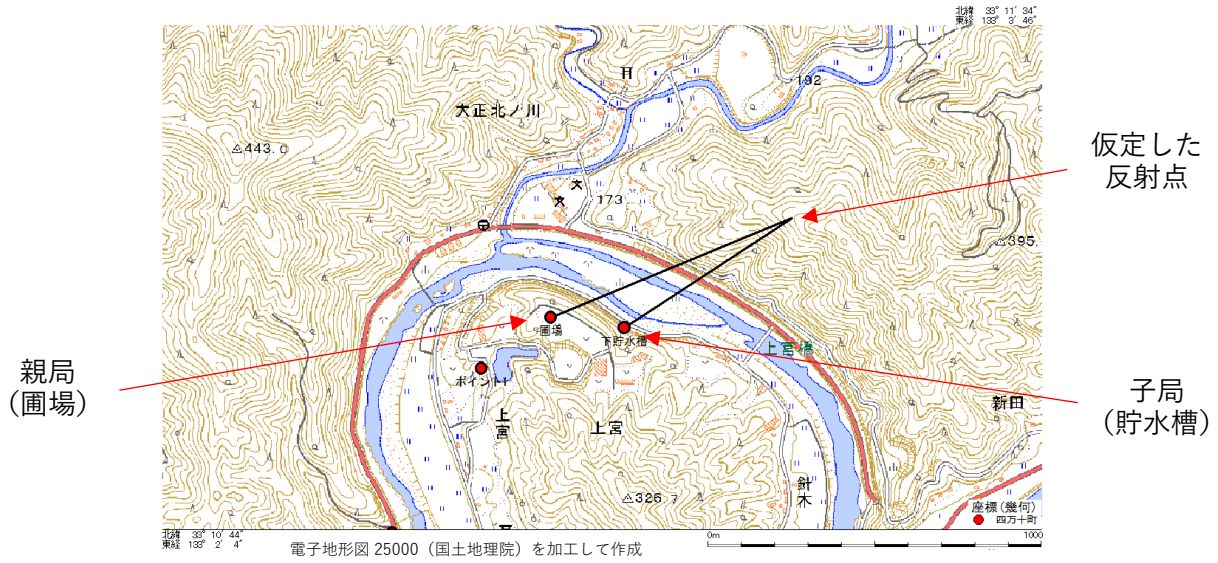 北緯 33° 11′ 34″
東経 133° 3′ 46″
大正北ノ川
192
443.0
173
395.
仮定した
反射点
圃場
下貯水槽
上宮橋
ポイント1
親局
(圃場)
上宮
上宮
新田
子局
(貯水槽)
針木
326.7
座標(幾何)
四万十町
北緯 33° 10′ 44″
東経 133° 2′ 4″
電子地形図 25000(国土地理院)を加工して作成
0m
1000